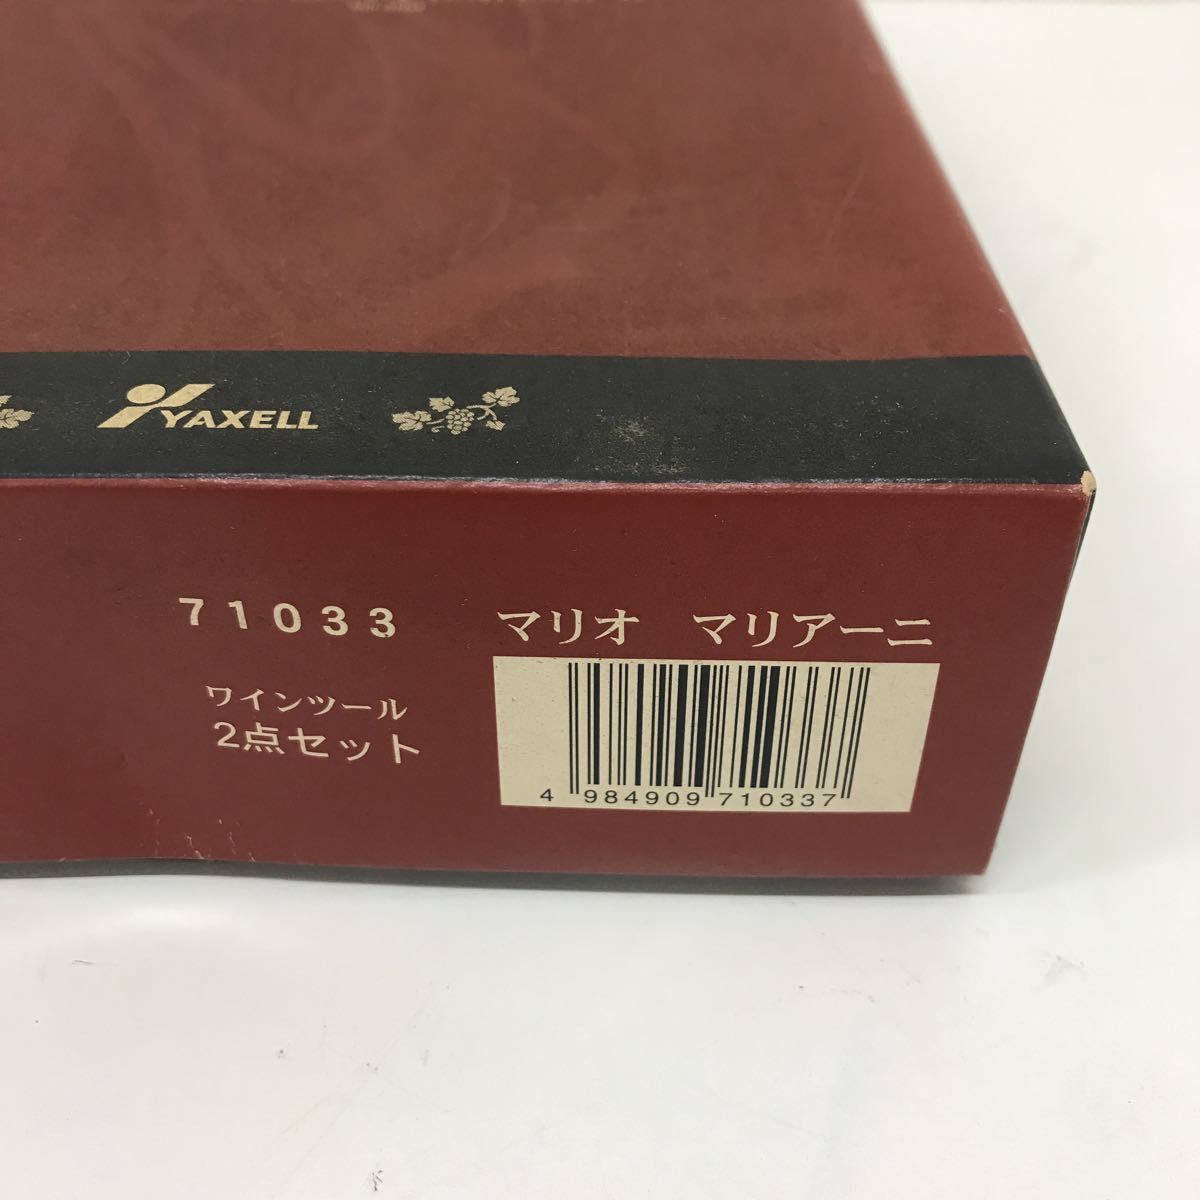 YAXELL
71033
マリオ マリアーニ
ワインツール
2点セット
4 984909 710337